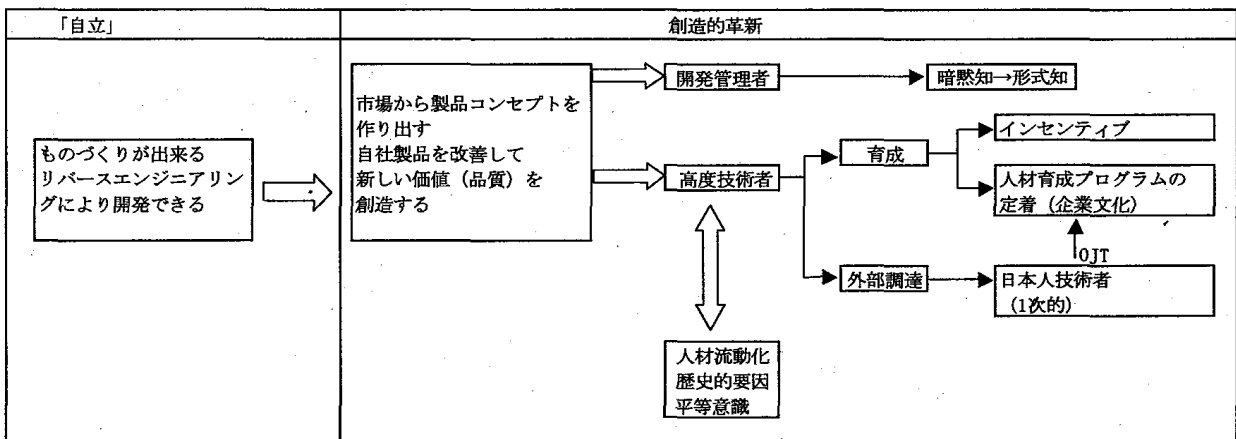 「自立」
創造的革新
ものづくりが出来る
リバースエンジニアリン
グにより開発できる
市場から製品コンセプトを
作り出す
自社製品を改善して
新しい価値（品質）を
創造する
開発管理者
暗黙知→形式知
高度技術者
育成
インセンティブ
人材育成プログラムの
定着（企業文化）
OJT
外部調達
日本人技術者
（1次的）
人材流動化
歴史的要因
平等意識